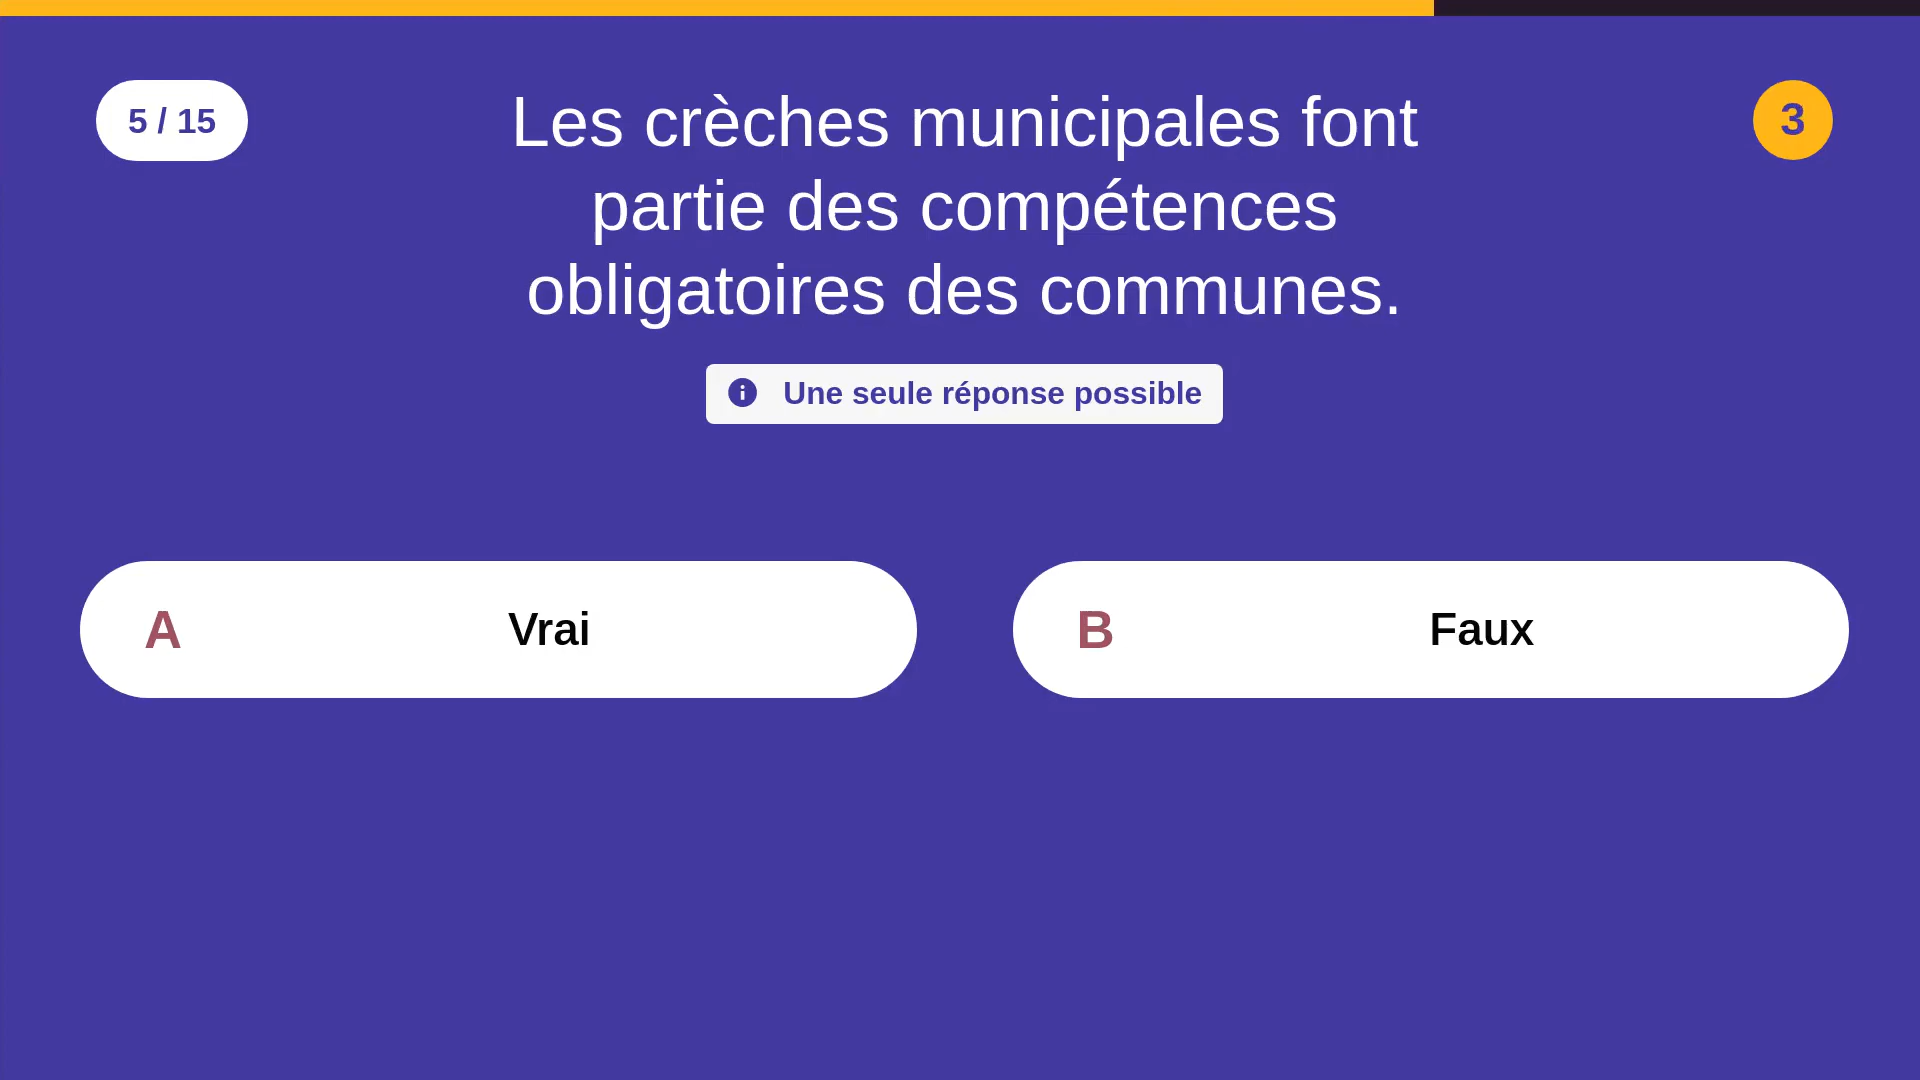 5 / 15
Les crèches municipales font
partie des compétences
obligatoires des communes.
3
Une seule réponse possible
A Vrai
B Faux